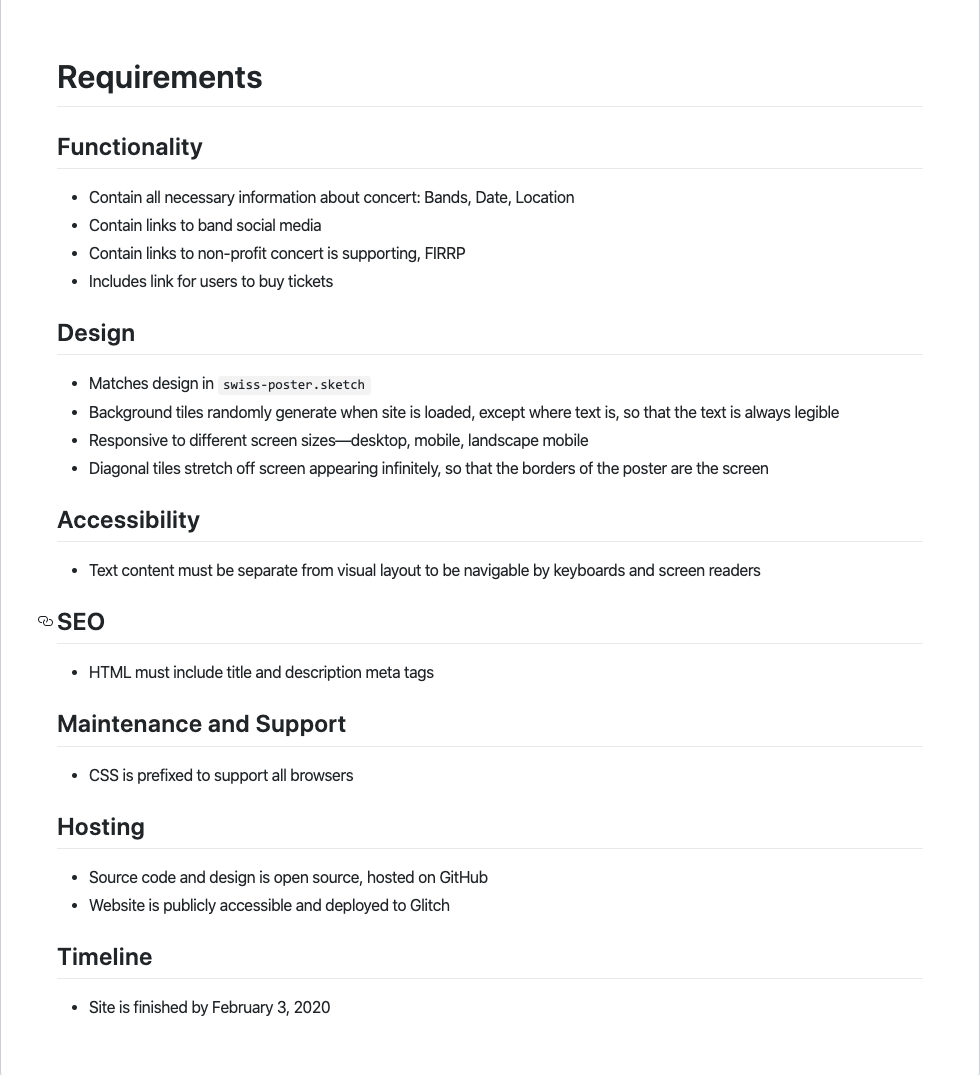 Requirements
Functionality
Contain all necessary information about concert: Bands, Date, Location
Contain links to band social media
Contain links to non-profit concert is supporting, FIRRP
Includes link for users to buy tickets
Design
Matches design in swiss-poster.sketch
Background tiles randomly generate when site is loaded, except where text is, so that the text is always legible
Responsive to different screen sizes—desktop, mobile, landscape mobile
Diagonal tiles stretch off screen appearing infinitely, so that the borders of the poster are the screen
Accessibility
Text content must be separate from visual layout to be navigable by keyboards and screen readers
SEO
HTML must include title and description meta tags
Maintenance and Support
CSS is prefixed to support all browsers
Hosting
Source code and design is open source, hosted on GitHub
Website is publicly accessible and deployed to Glitch
Timeline
Site is finished by February 3, 2020